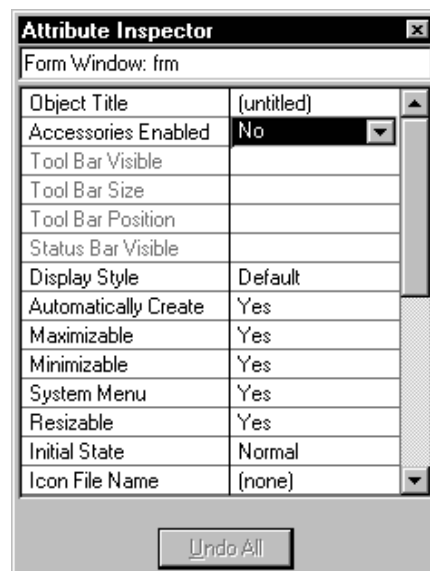 Attribute Inspector
Form Window: frm
Object Title (untitled)
Accessories Enabled No
Tool Bar Visible
Tool Bar Size
Tool Bar Position
Status Bar Visible
Display Style Default
Automatically Create Yes
Maximizable Yes
Minimizable Yes
System Menu Yes
Resizable Yes
Initial State Normal
Icon File Name (none)
Undo All